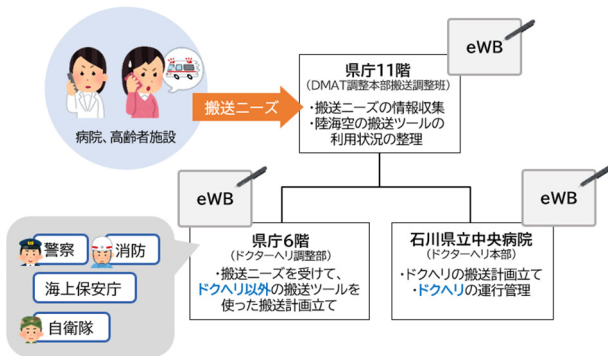 eWB
県庁11階
(DMAT調整本部搬送調整班)
・搬送ニーズの情報収集
・陸海空の搬送ツールの
利用状況の整理
搬送ニーズ
病院、高齢者施設
eWB
県庁6階
(ドクターヘリ調整部)
・搬送ニーズを受けて、
ドクヘリ以外の搬送ツールを
使った搬送計画立て
eWB
石川県立中央病院
(ドクターヘリ本部)
・ドクヘリの搬送計画立て
・ドクヘリの運行管理
警察
消防
海上保安庁
自衛隊